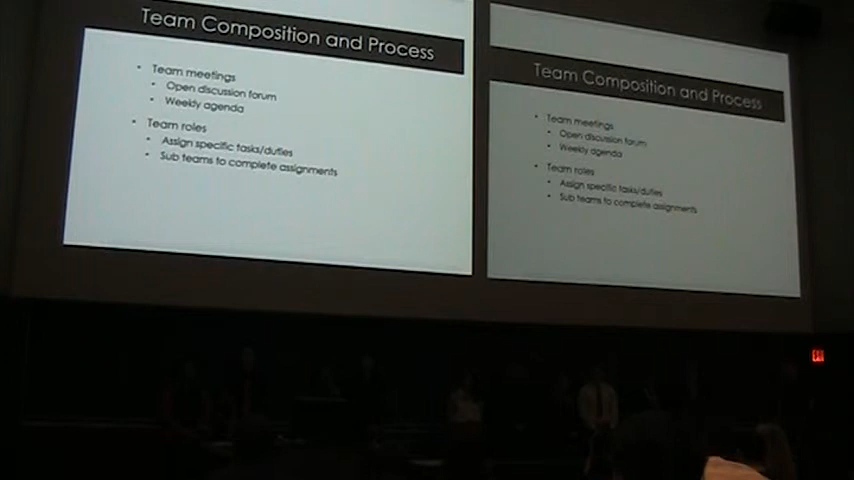 Team Composition and Process
• Team meetings
• Open discussion forum
• Weekly agenda
• Team roles
• Assign specific tasks/duties
• Sub teams to complete assignments
Team Composition and Process
• Team meetings
• Open discussion forum
• Weekly agenda
• Team roles
• Assign specific tasks/duties
• Sub teams to complete assignments